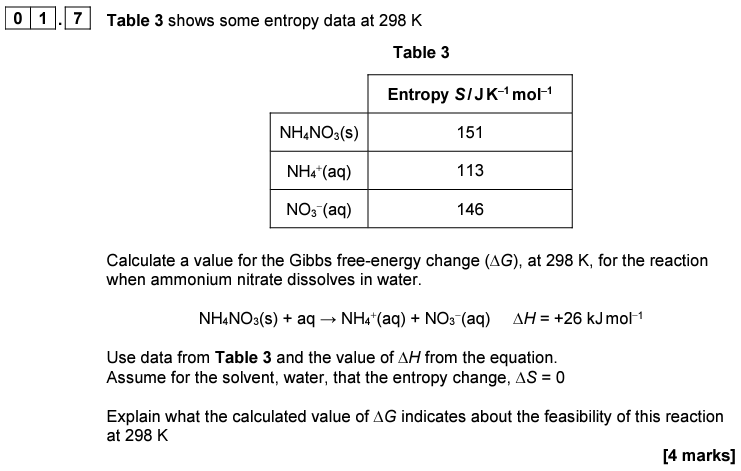 01.7 Table 3 shows some entropy data at 298 K
Table 3
Entropy S/J K⁻¹ mol⁻¹
NH₄NO₃(s) 151
NH₄⁺(aq) 113
NO₃⁻(aq) 146
Calculate a value for the Gibbs free-energy change (ΔG), at 298 K, for the reaction
when ammonium nitrate dissolves in water.
NH₄NO₃(s) + aq → NH₄⁺(aq) + NO₃⁻(aq) ΔH = +26 kJ mol⁻¹
Use data from Table 3 and the value of ΔH from the equation.
Assume for the solvent, water, that the entropy change, ΔS = 0
Explain what the calculated value of ΔG indicates about the feasibility of this reaction
at 298 K
[4 marks]